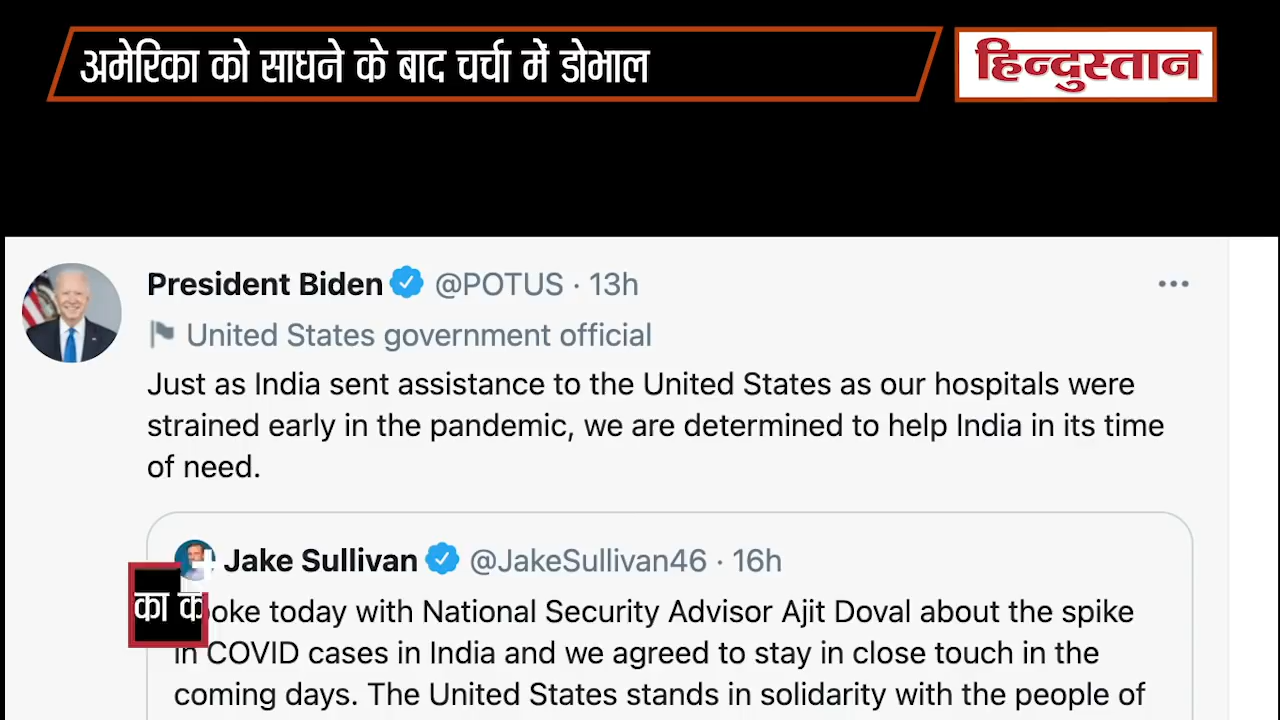 अमेरिका को साधने के बाद चर्चा में डोभाल
हिन्दुस्तान
President Biden @POTUS · 13h
United States government official
Just as India sent assistance to the United States as our hospitals were
strained early in the pandemic, we are determined to help India in its time
of need.
Jake Sullivan @JakeSullivan46 · 16h
का
today with National Security Advisor Ajit Doval about the spike
in COVID cases in India and we agreed to stay in close touch in the
coming days. The United States stands in solidarity with the people of